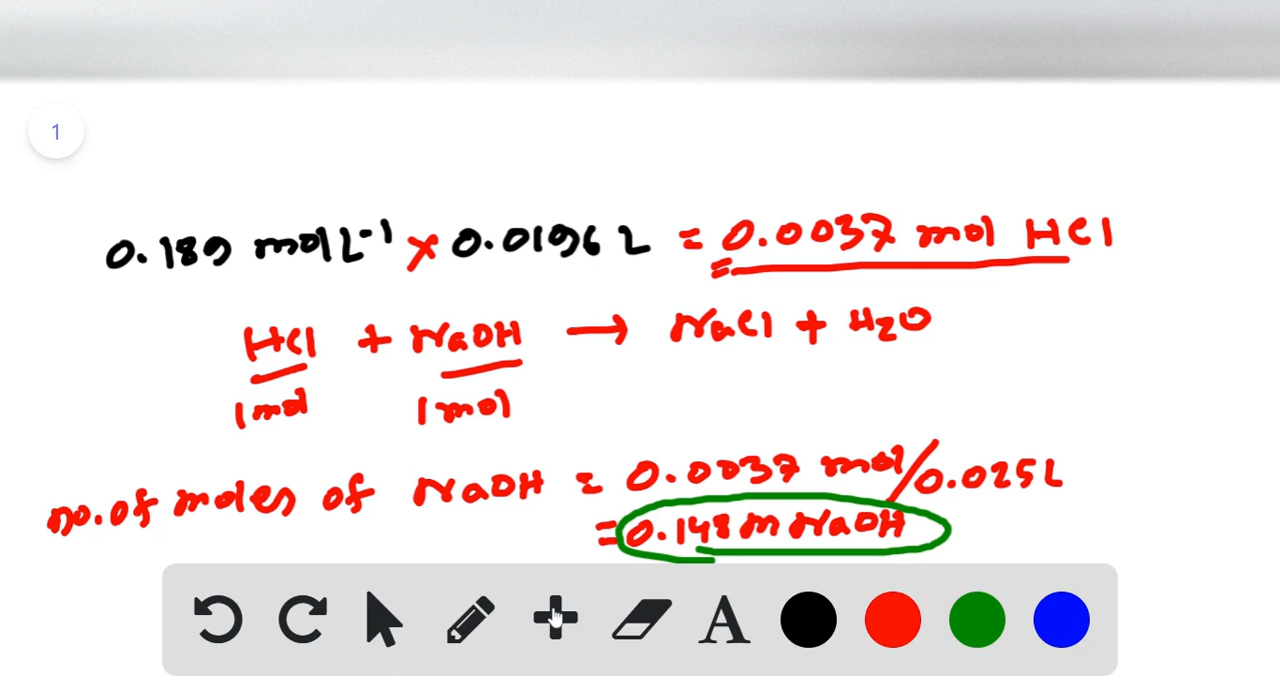 1
0.189 mol L⁻¹ × 0.0196 L = 0.0037 mol HCl
HCl + NaOH → NaCl + H₂O
1mol 1mol
no. of moles of NaOH = 0.0037 mol/0.025L
= 0.148 m NaOH
A